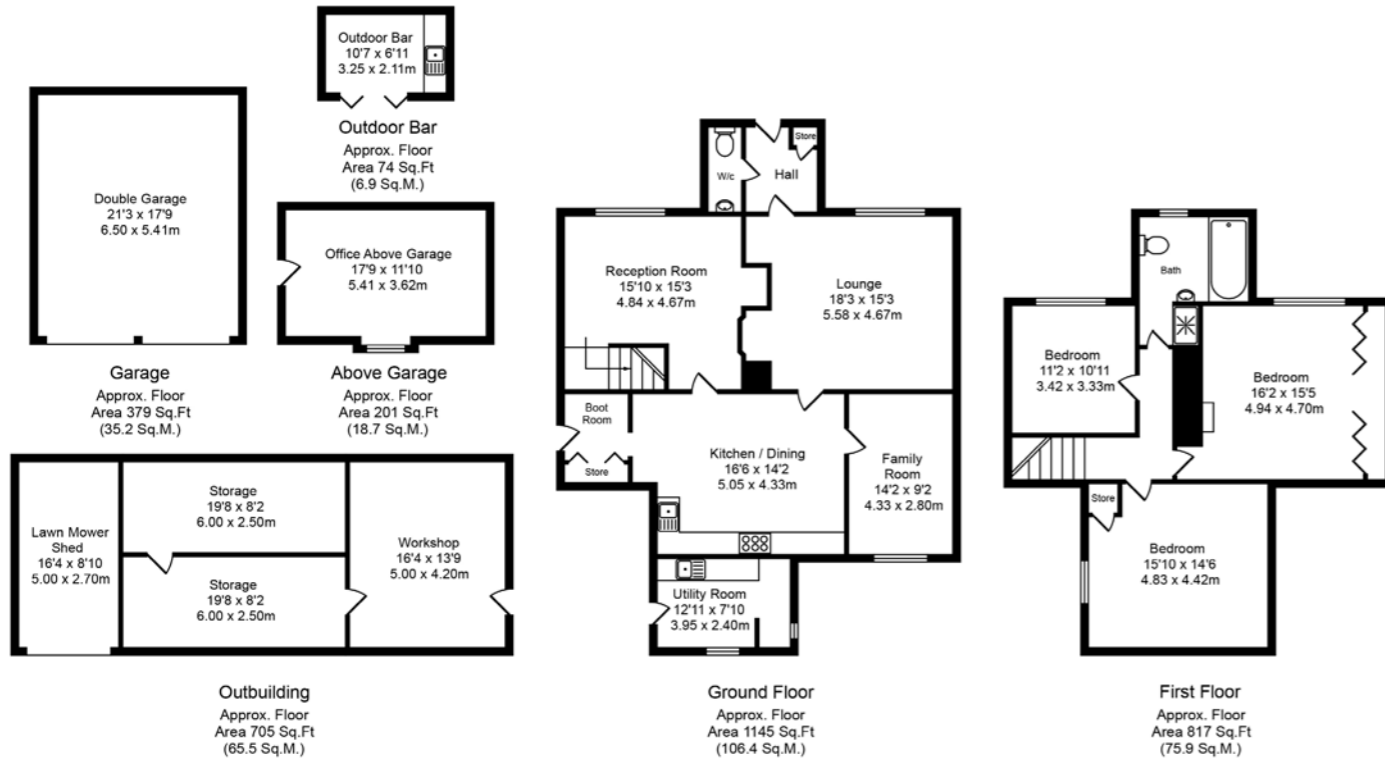 Outdoor Bar
10'7 x 6'11
3.25 x 2.11m
Outdoor Bar
Approx. Floor
Area 74 Sq.Ft
(6.9 Sq.M.)
Double Garage
21'3 x 17'9
6.50 x 5.41m
Garage
Approx. Floor
Area 379 Sq.Ft
(35.2 Sq.M.)
Office Above Garage
17'9 x 11'10
5.41 x 3.62m
Above Garage
Approx. Floor
Area 201 Sq.Ft
(18.7 Sq.M.)
Lawn Mower
Shed
16'4 x 8'10
5.00 x 2.70m
Storage
19'8 x 8'2
6.00 x 2.50m
Storage
19'8 x 8'2
6.00 x 2.50m
Workshop
16'4 x 13'9
5.00 x 4.20m
Outbuilding
Approx. Floor
Area 705 Sq.Ft
(65.5 Sq.M.)
W/c
Store
Hall
Reception Room
15'10 x 15'3
4.84 x 4.67m
Lounge
18'3 x 15'3
5.58 x 4.67m
Boot
Room
Store
Kitchen / Dining
16'6 x 14'2
5.05 x 4.33m
Family
Room
14'2 x 9'2
4.33 x 2.80m
Utility Room
12'11 x 7'10
3.95 x 2.40m
Ground Floor
Approx. Floor
Area 1145 Sq.Ft
(106.4 Sq.M.)
Bath
Bedroom
11'2 x 10'11
3.42 x 3.33m
Bedroom
16'2 x 15'5
4.94 x 4.70m
Store
Bedroom
15'10 x 14'6
4.83 x 4.42m
First Floor
Approx. Floor
Area 817 Sq.Ft
(75.9 Sq.M.)